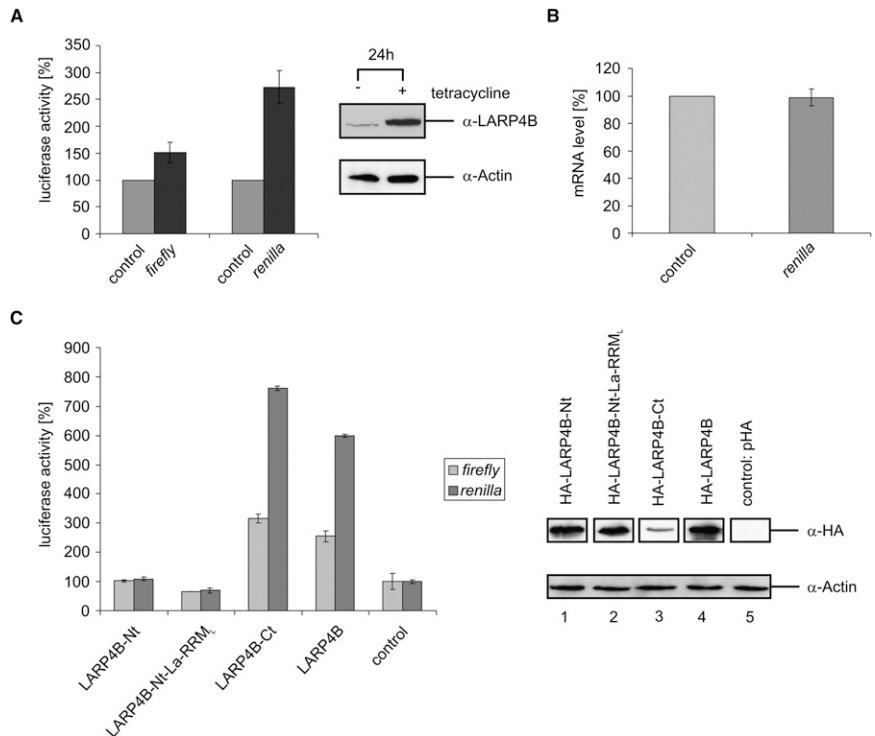 A
luciferase activity [%]
350
300
250
200
150
100
50
0
control
firefly
control
renilla
24h
- + tetracycline
α-LARP4B
α-Actin
B
mRNA level [%]
120
100
80
60
40
20
0
control
renilla
C
luciferase activity [%]
900
800
700
600
500
400
300
200
100
0
LARP4B-Nt
LARP4B-Nt-La-RRML
LARP4B-Ct
LARP4B
control
firefly
renilla
HA-LARP4B-Nt
HA-LARP4B-Nt-La-RRML
HA-LARP4B-Ct
HA-LARP4B
control: pHA
α-HA
α-Actin
1 2 3 4 5